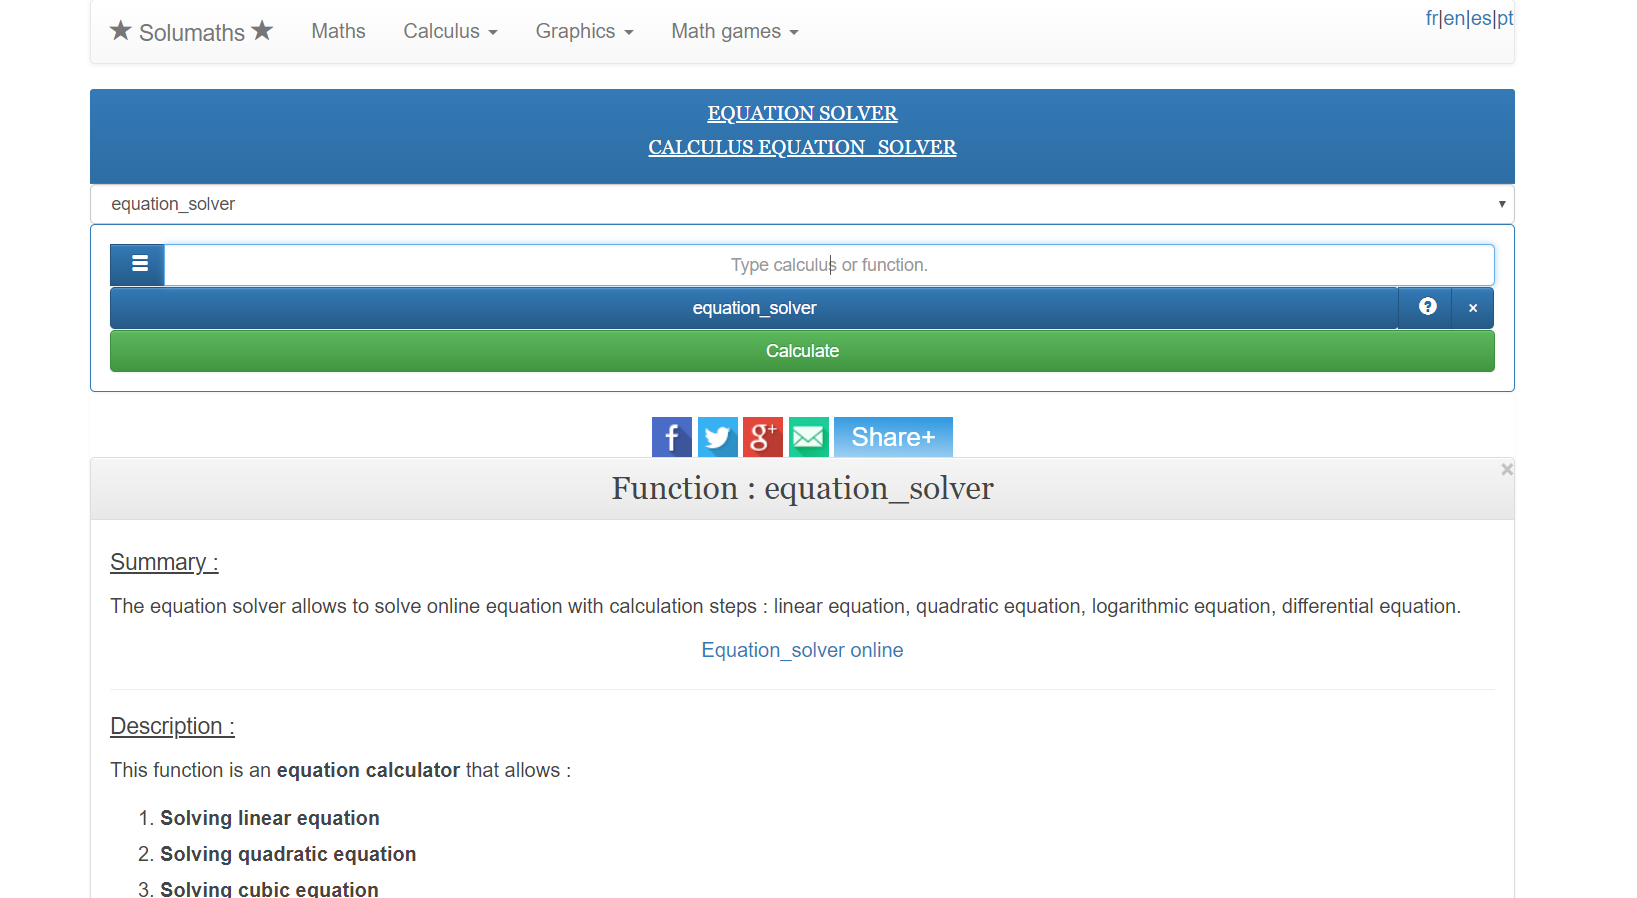 ★ Solumaths ★ Maths Calculus Graphics Math games fr|en|es|pt
EQUATION SOLVER
CALCULUS EQUATION_SOLVER
equation_solver
Type calculus or function.
equation_solver ? ×
Calculate
f g+ Share+
×
Function : equation_solver
Summary :
The equation solver allows to solve online equation with calculation steps : linear equation, quadratic equation, logarithmic equation, differential equation.
Equation_solver online
Description :
This function is an equation calculator that allows :
1. Solving linear equation
2. Solving quadratic equation
3. Solving cubic equation